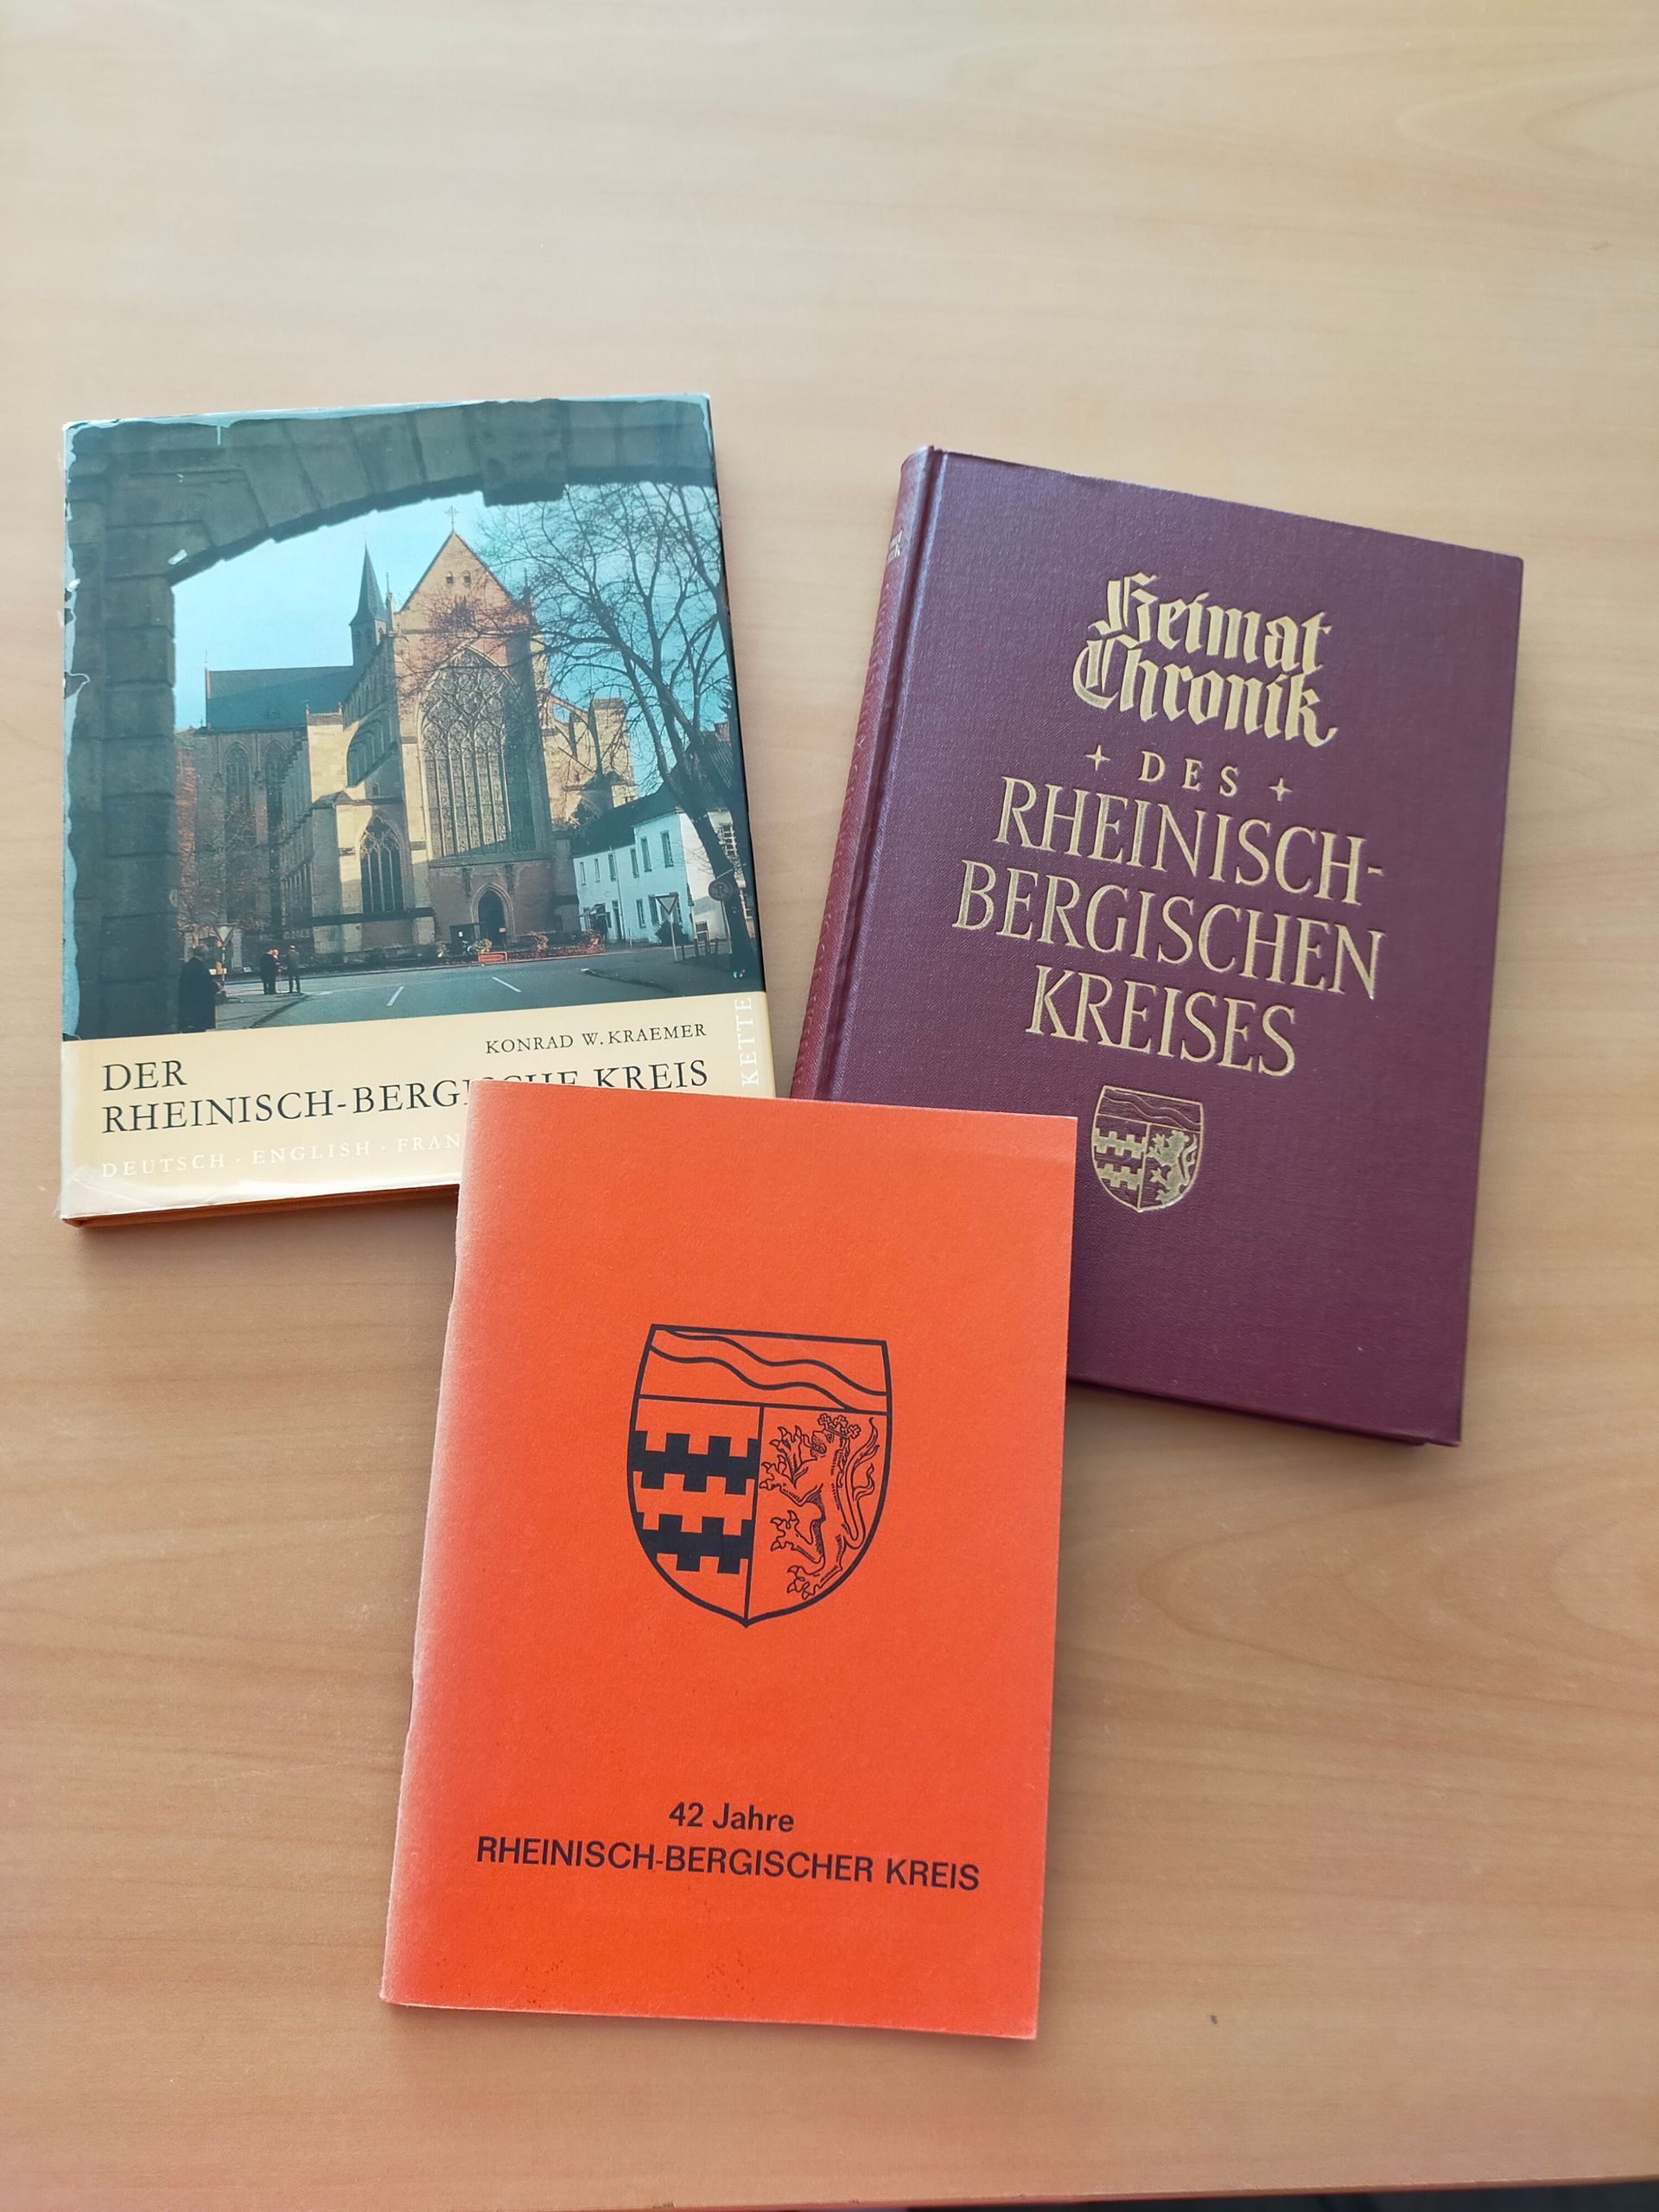 KONRAD W. KRAEMER
DER
RHEINISCH-BERGISCHE KREIS
DEUTSCH · ENGLISH · FRAN
KETTE
Heimat
Chronik
DES
RHEINISCH-
BERGISCHEN
KREISES
42 Jahre
RHEINISCH-BERGISCHER KREIS